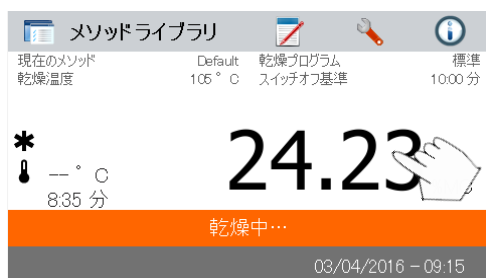 メソッドライブラリ
現在のメソッド Default 乾燥プログラム 標準
乾燥温度 105°C スイッチオフ基準 10:00 分
24.23
--°C
8:35 分
乾燥中…
03/04/2016 - 09:15